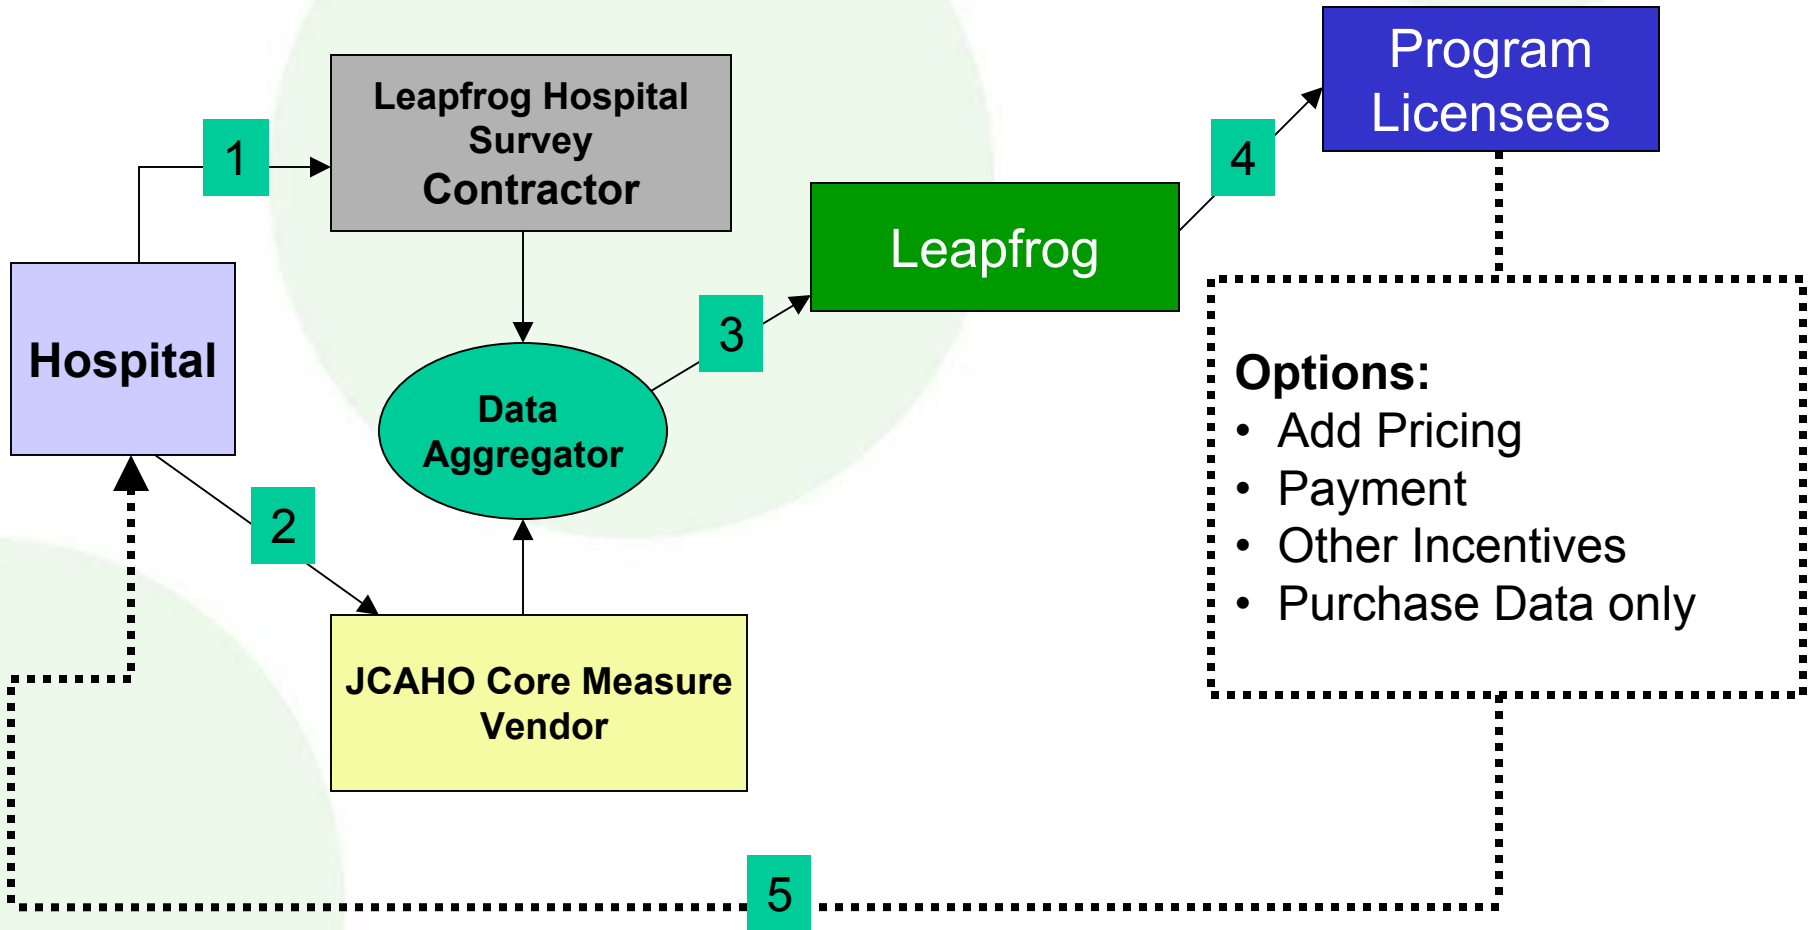 Program
Licensees
Leapfrog Hospital
Survey
Contractor
1
4
Leapfrog
Hospital
3
Data
Aggregator
2
Options:
• Add Pricing
• Payment
• Other Incentives
• Purchase Data only
JCAHO Core Measure
Vendor
5